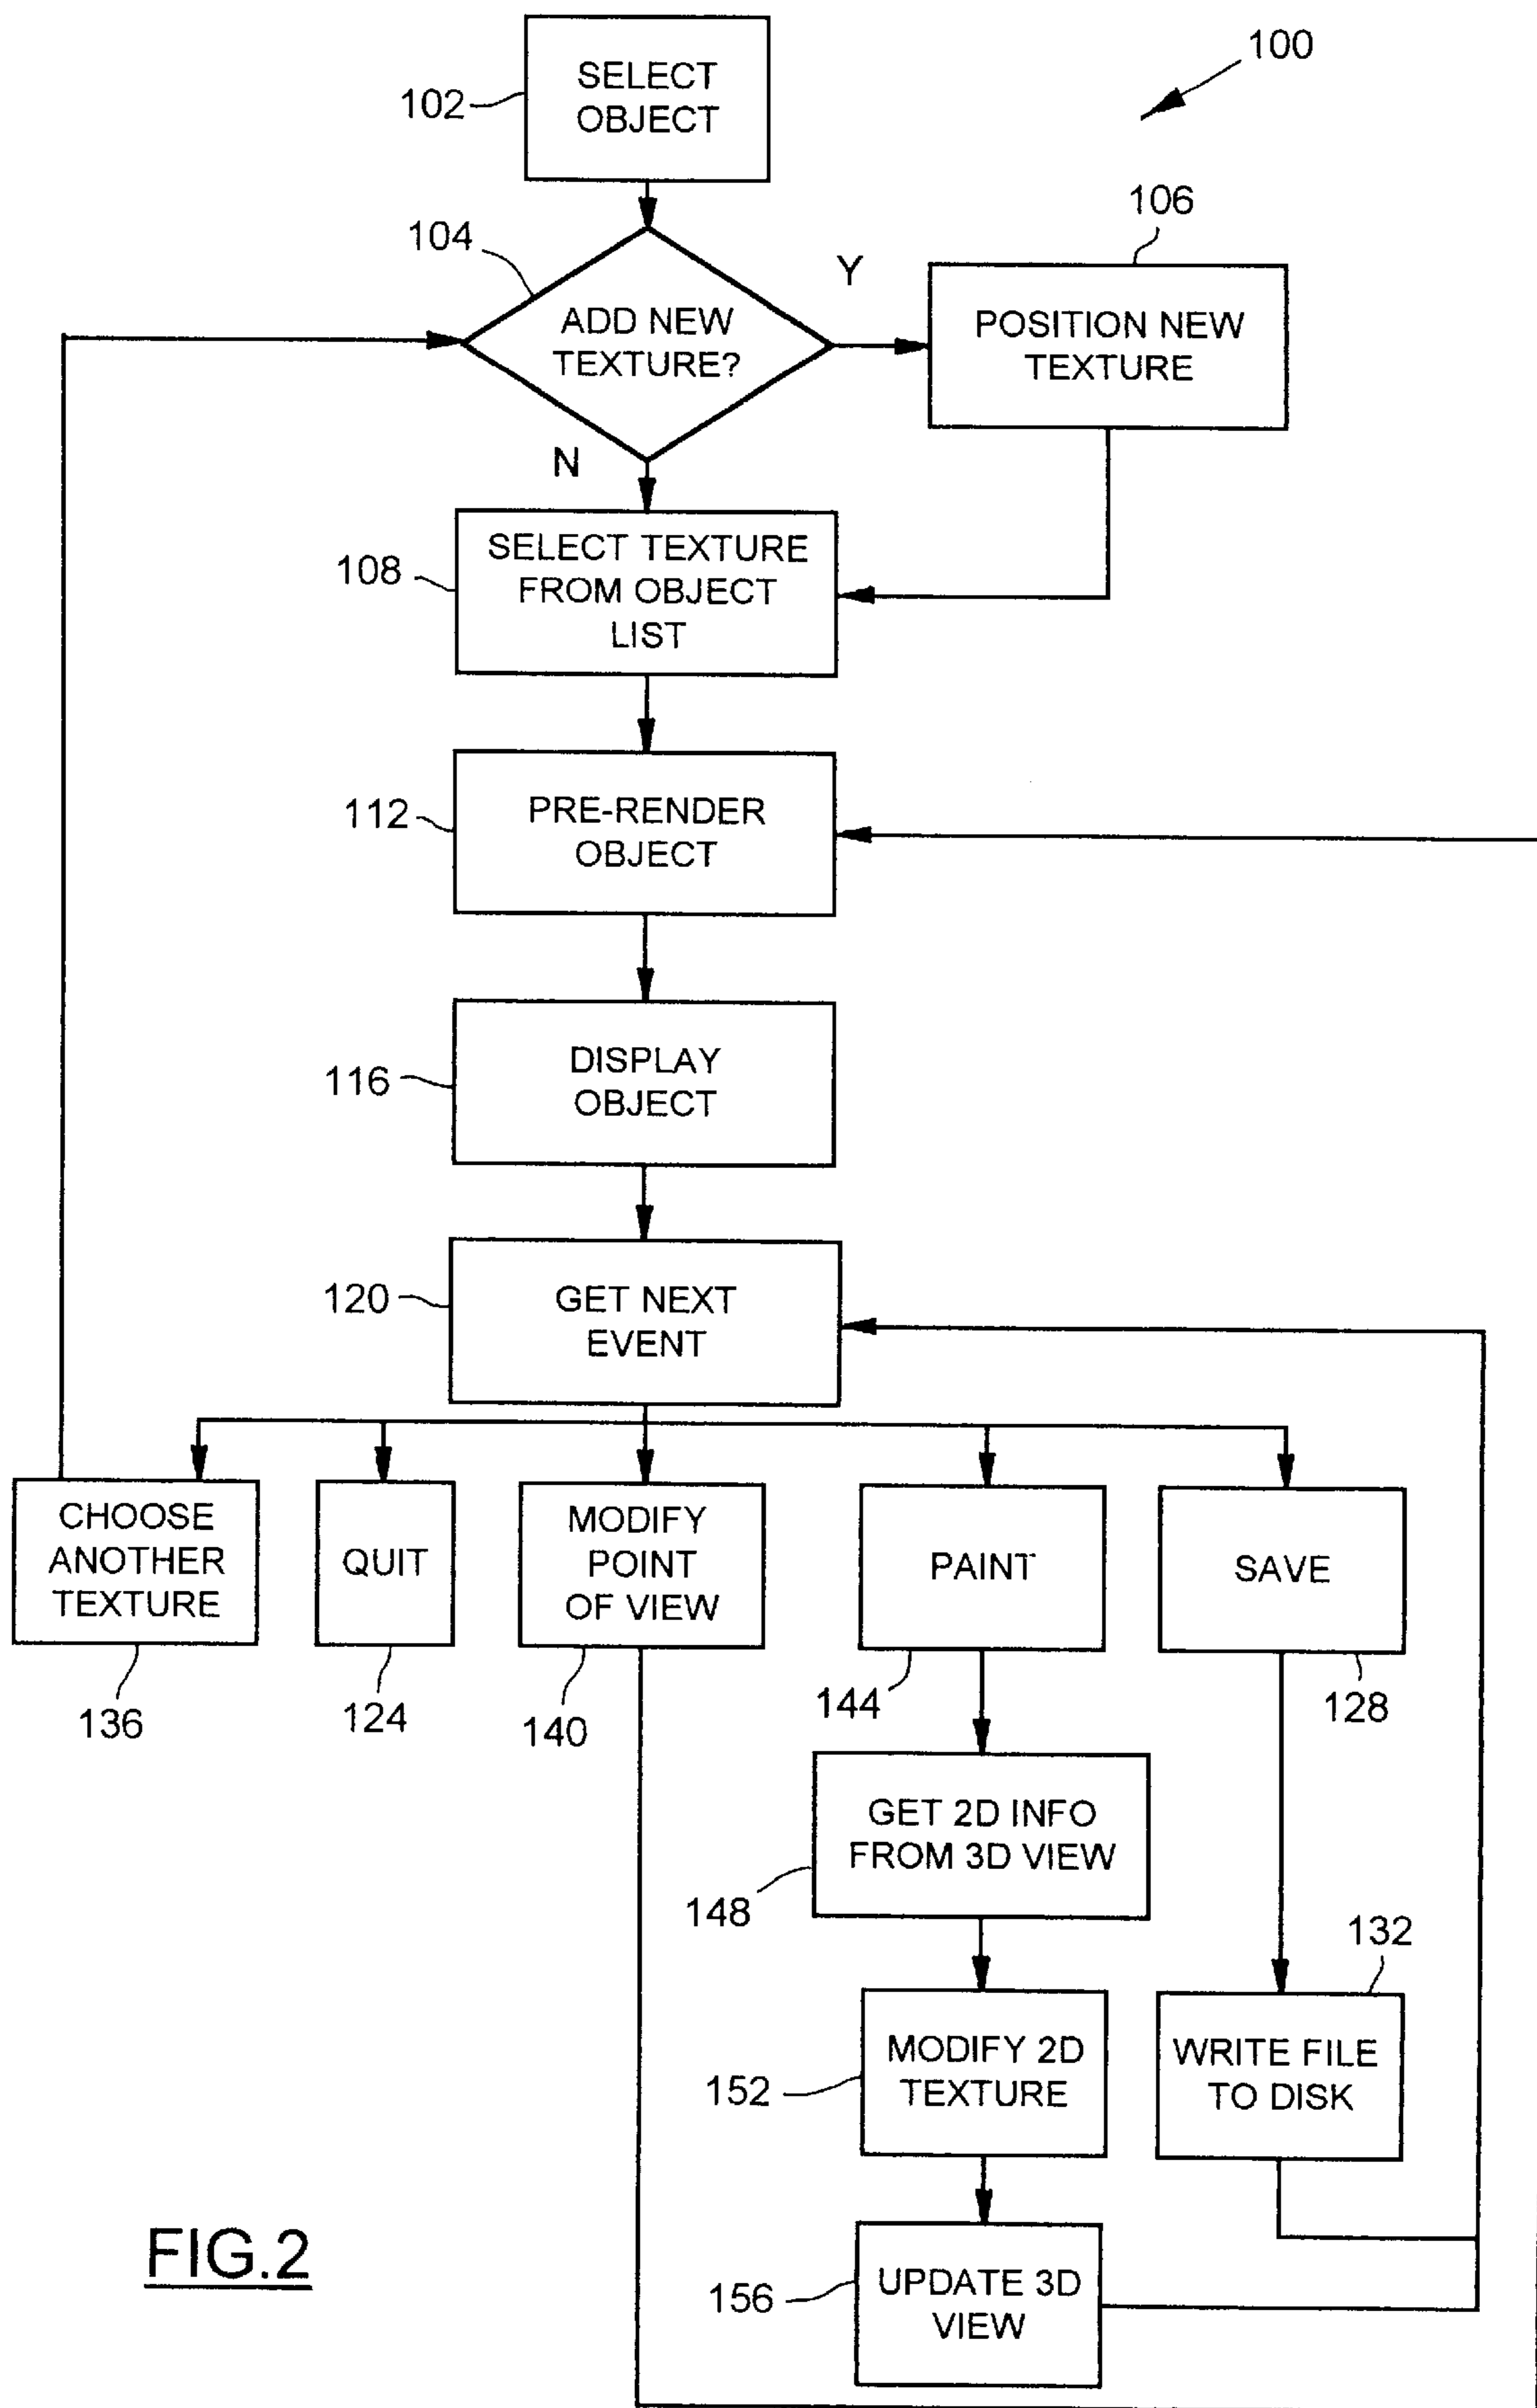 100
SELECT
OBJECT
102
104
ADD NEW
TEXTURE?
Y
106
POSITION NEW
TEXTURE
N
108
SELECT TEXTURE
FROM OBJECT
LIST
112
PRE-RENDER
OBJECT
116
DISPLAY
OBJECT
120
GET NEXT
EVENT
CHOOSE
ANOTHER
TEXTURE
136
QUIT
124
MODIFY
POINT
OF VIEW
140
PAINT
144
SAVE
128
GET 2D INFO
FROM 3D VIEW
148
132
MODIFY 2D
TEXTURE
152
WRITE FILE
TO DISK
UPDATE 3D
VIEW
156
FIG.2